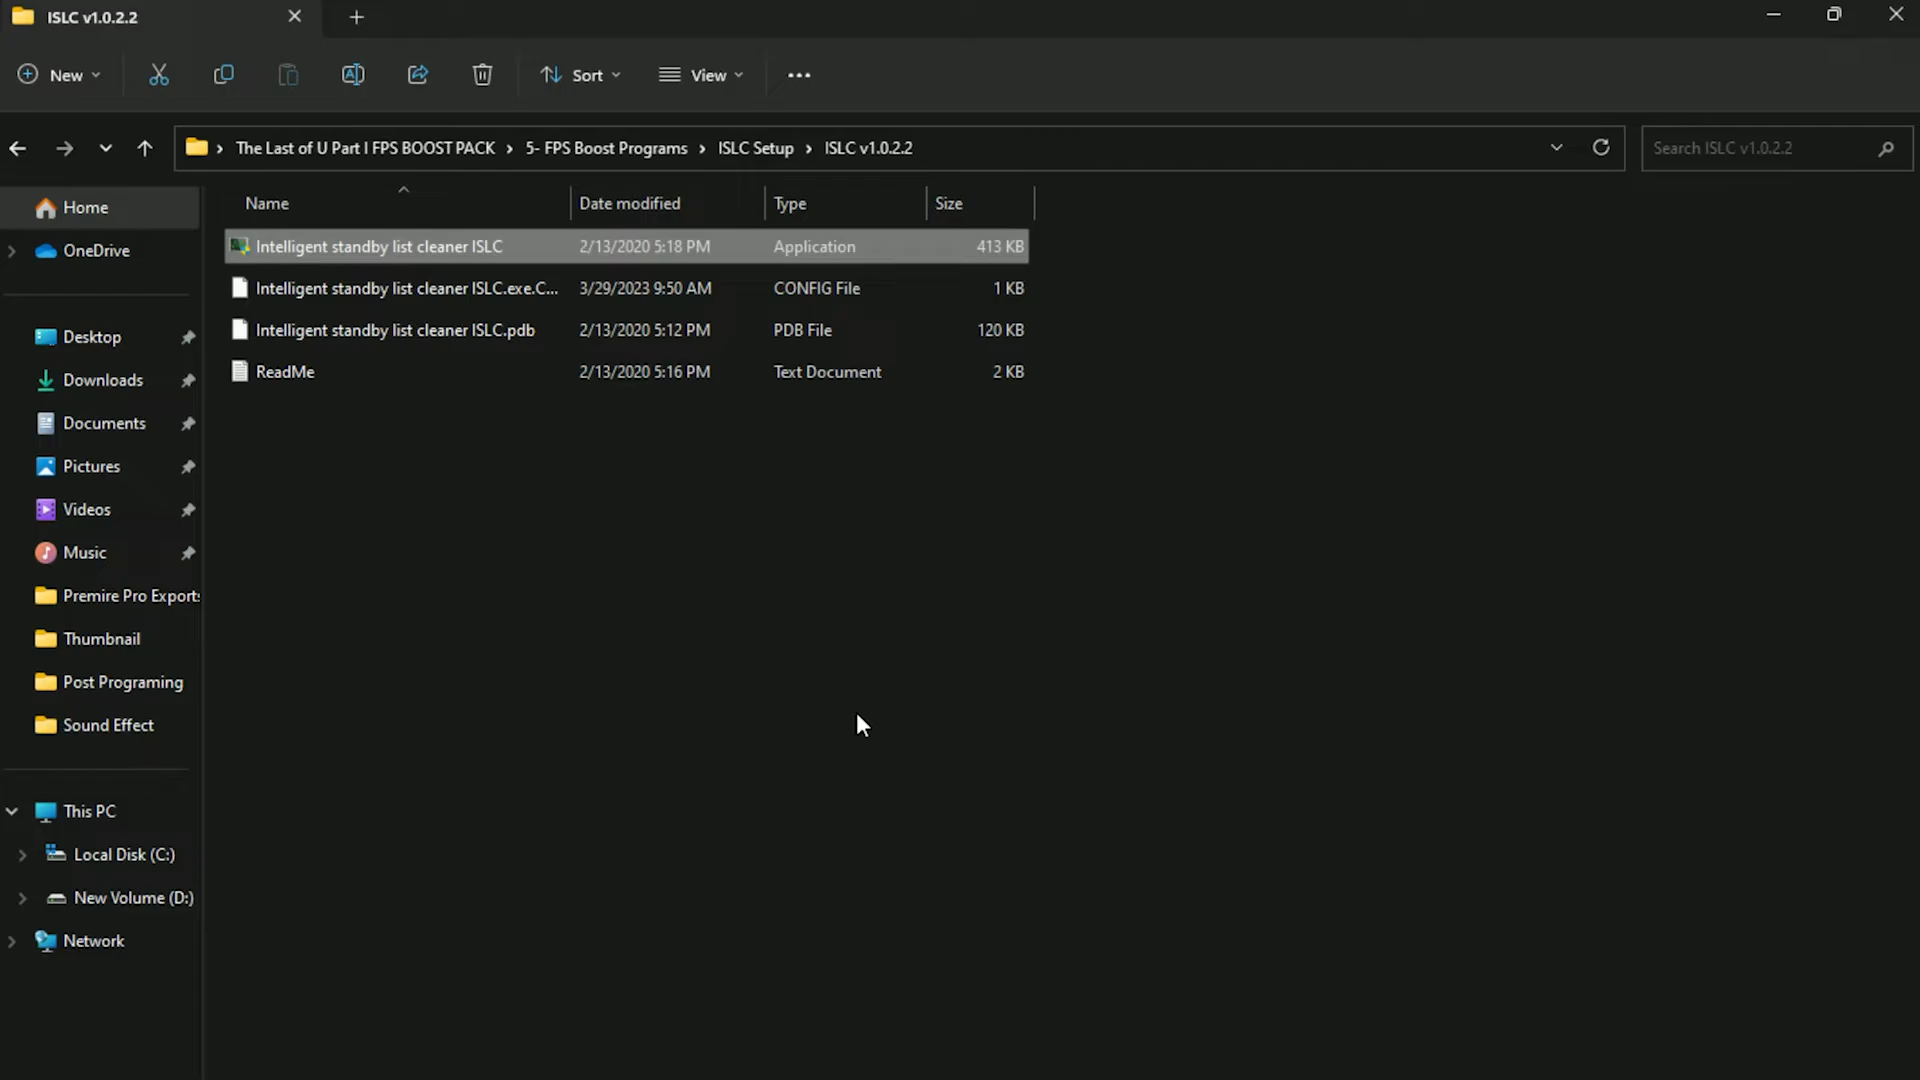 ISLC v1.0.2.2
New
Sort
View
The Last of U Part I FPS BOOST PACK > 5- FPS Boost Programs > ISLC Setup > ISLC v1.0.2.2
Search ISLC v1.0.2.2
Name Date modified Type Size
Intelligent standby list cleaner ISLC 2/13/2020 5:18 PM Application 413 KB
Intelligent standby list cleaner ISLC.exe.C... 3/29/2023 9:50 AM CONFIG File 1 KB
Intelligent standby list cleaner ISLC.pdb 2/13/2020 5:12 PM PDB File 120 KB
ReadMe 2/13/2020 5:16 PM Text Document 2 KB
Home
OneDrive
Desktop
Downloads
Documents
Pictures
Videos
Music
Premire Pro Exports
Thumbnail
Post Programing
Sound Effect
This PC
Local Disk (C:)
New Volume (D:)
Network